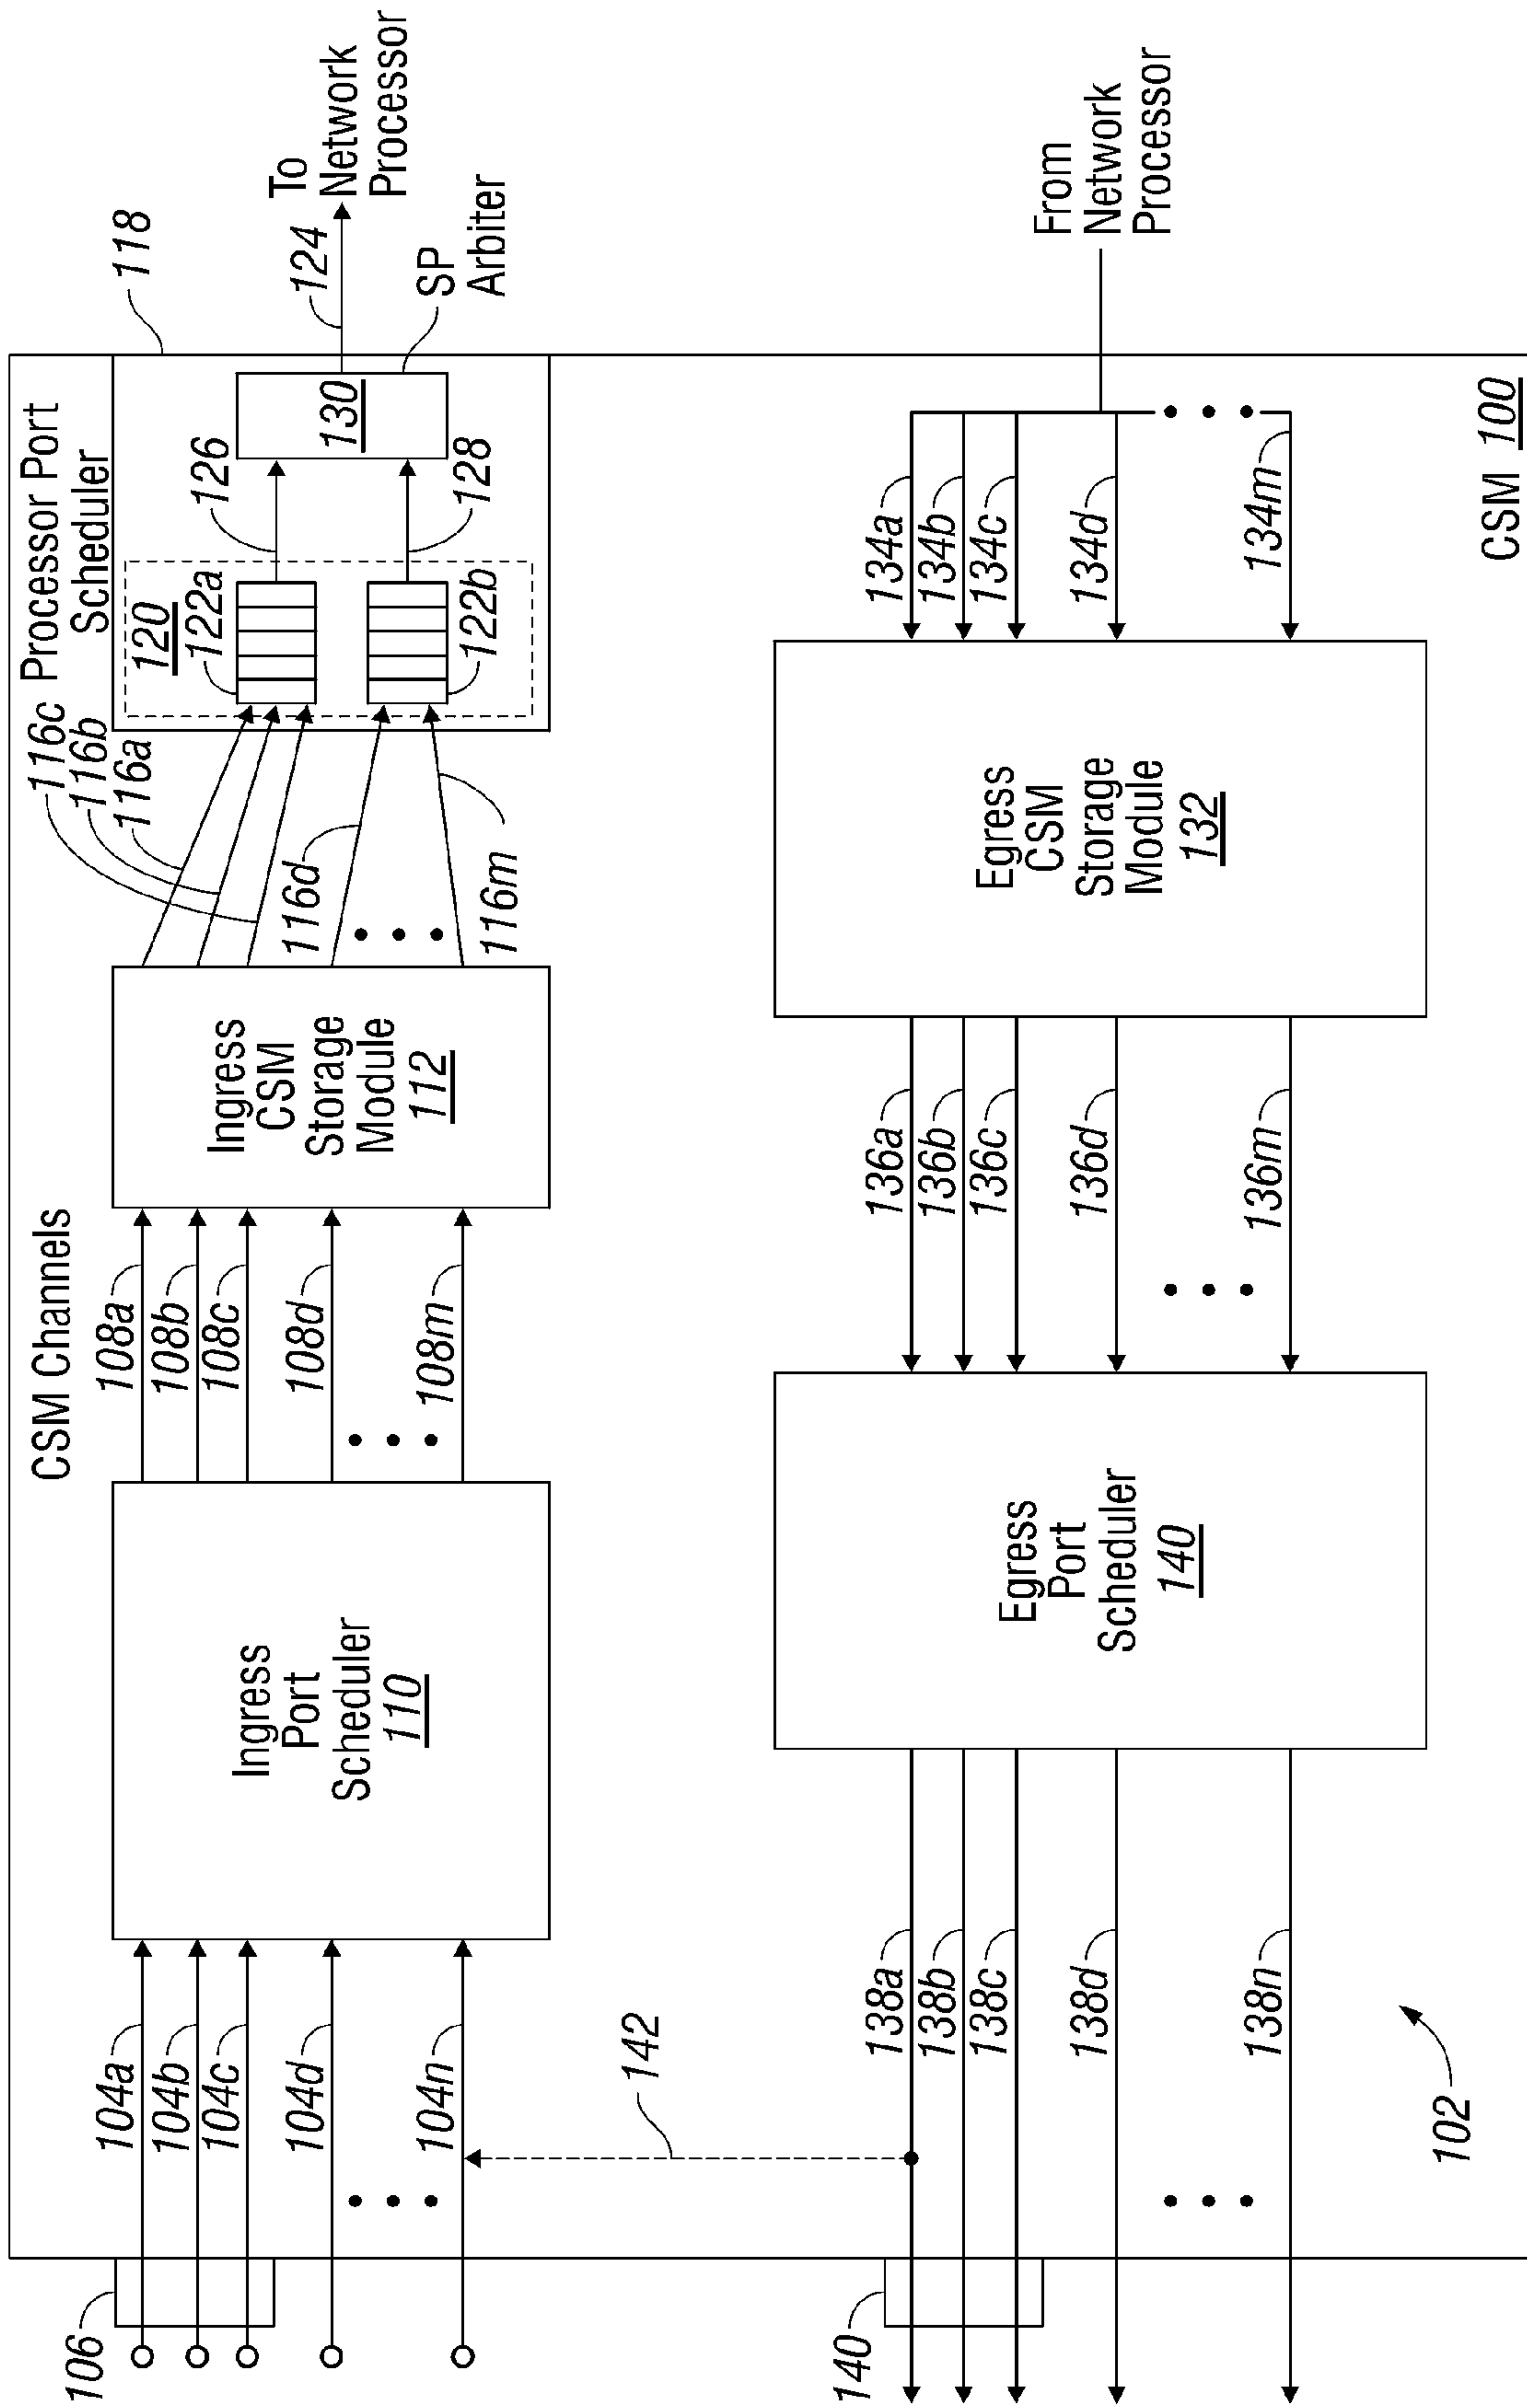 CSM Channels
Processor Port
Scheduler
118
106
104a
104b
104c
104d
104n
Ingress
Port
Scheduler
110
108a
108b
108c
108d
108m
Ingress
CSM
Storage
Module
112
116c
116b
116a
116d
116m
120
122a
122b
126
128
130
124
To
Network
Processor
SP
Arbiter
142
140
138a
138b
138c
138d
138n
Egress
Port
Scheduler
140
136a
136b
136c
136d
136m
Egress
CSM
Storage
Module
132
134a
134b
134c
134d
134m
From
Network
Processor
102
CSM 100